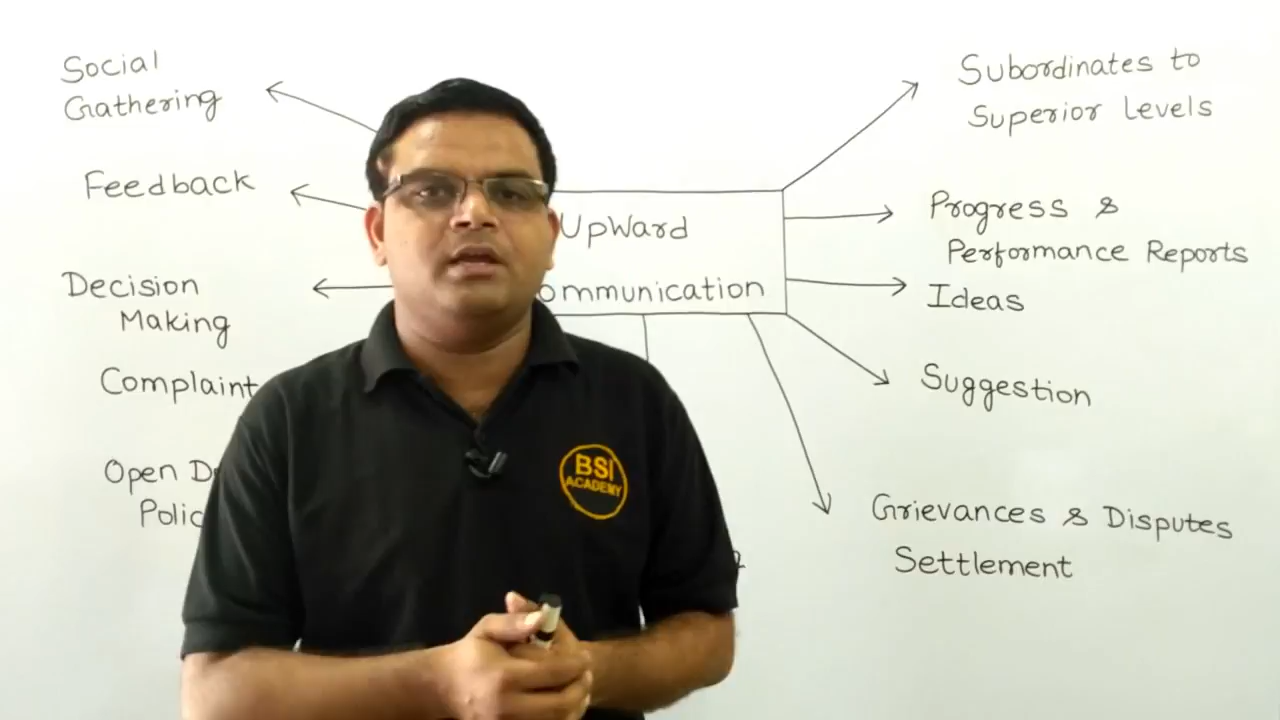 Social
Gathering
Feedback
Decision
Making
Complaint
Open
Upward
Communication
Subordinates to
Superior levels
Progress &
Performance Reports
Ideas
Suggestion
Grievances & Disputes
Settlement
BSI
ACADEMY